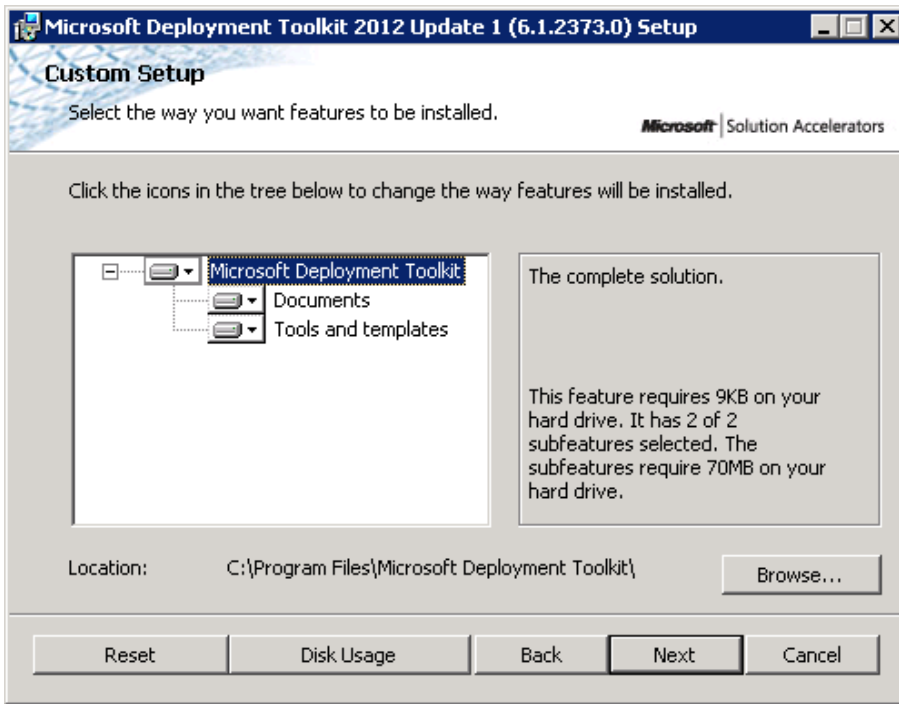 Microsoft Deployment Toolkit 2012 Update 1 (6.1.2373.0) Setup
Custom Setup
Select the way you want features to be installed.
Microsoft Solution Accelerators
Click the icons in the tree below to change the way features will be installed.
Microsoft Deployment Toolkit
Documents
Tools and templates
The complete solution.
This feature requires 9KB on your
hard drive. It has 2 of 2
subfeatures selected. The
subfeatures require 70MB on your
hard drive.
Location: C:\Program Files\Microsoft Deployment Toolkit\
Browse...
Reset Disk Usage Back Next Cancel